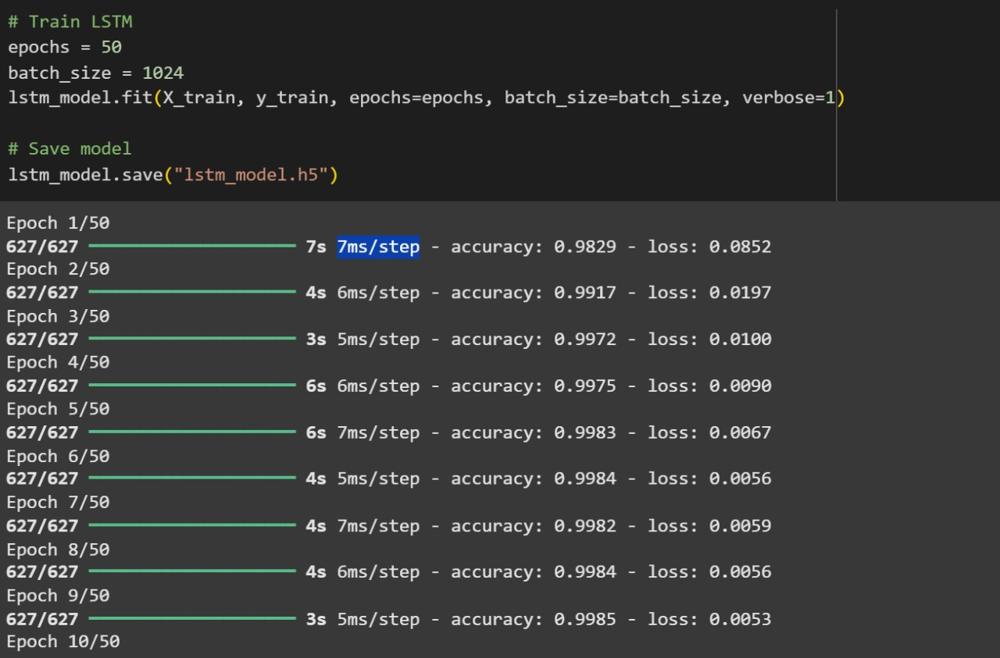 # Train LSTM
epochs = 50
batch_size = 1024
lstm_model.fit(X_train, y_train, epochs=epochs, batch_size=batch_size, verbose=1)
# Save model
lstm_model.save("lstm_model.h5")
Epoch 1/50
627/627 ━━━━━━━━━━━━━━━━━━━━ 7s 7ms/step - accuracy: 0.9829 - loss: 0.0852
Epoch 2/50
627/627 ━━━━━━━━━━━━━━━━━━━━ 4s 6ms/step - accuracy: 0.9917 - loss: 0.0197
Epoch 3/50
627/627 ━━━━━━━━━━━━━━━━━━━━ 3s 5ms/step - accuracy: 0.9972 - loss: 0.0100
Epoch 4/50
627/627 ━━━━━━━━━━━━━━━━━━━━ 6s 6ms/step - accuracy: 0.9975 - loss: 0.0090
Epoch 5/50
627/627 ━━━━━━━━━━━━━━━━━━━━ 6s 7ms/step - accuracy: 0.9983 - loss: 0.0067
Epoch 6/50
627/627 ━━━━━━━━━━━━━━━━━━━━ 4s 5ms/step - accuracy: 0.9984 - loss: 0.0056
Epoch 7/50
627/627 ━━━━━━━━━━━━━━━━━━━━ 4s 7ms/step - accuracy: 0.9982 - loss: 0.0059
Epoch 8/50
627/627 ━━━━━━━━━━━━━━━━━━━━ 4s 6ms/step - accuracy: 0.9984 - loss: 0.0056
Epoch 9/50
627/627 ━━━━━━━━━━━━━━━━━━━━ 3s 5ms/step - accuracy: 0.9985 - loss: 0.0053
Epoch 10/50